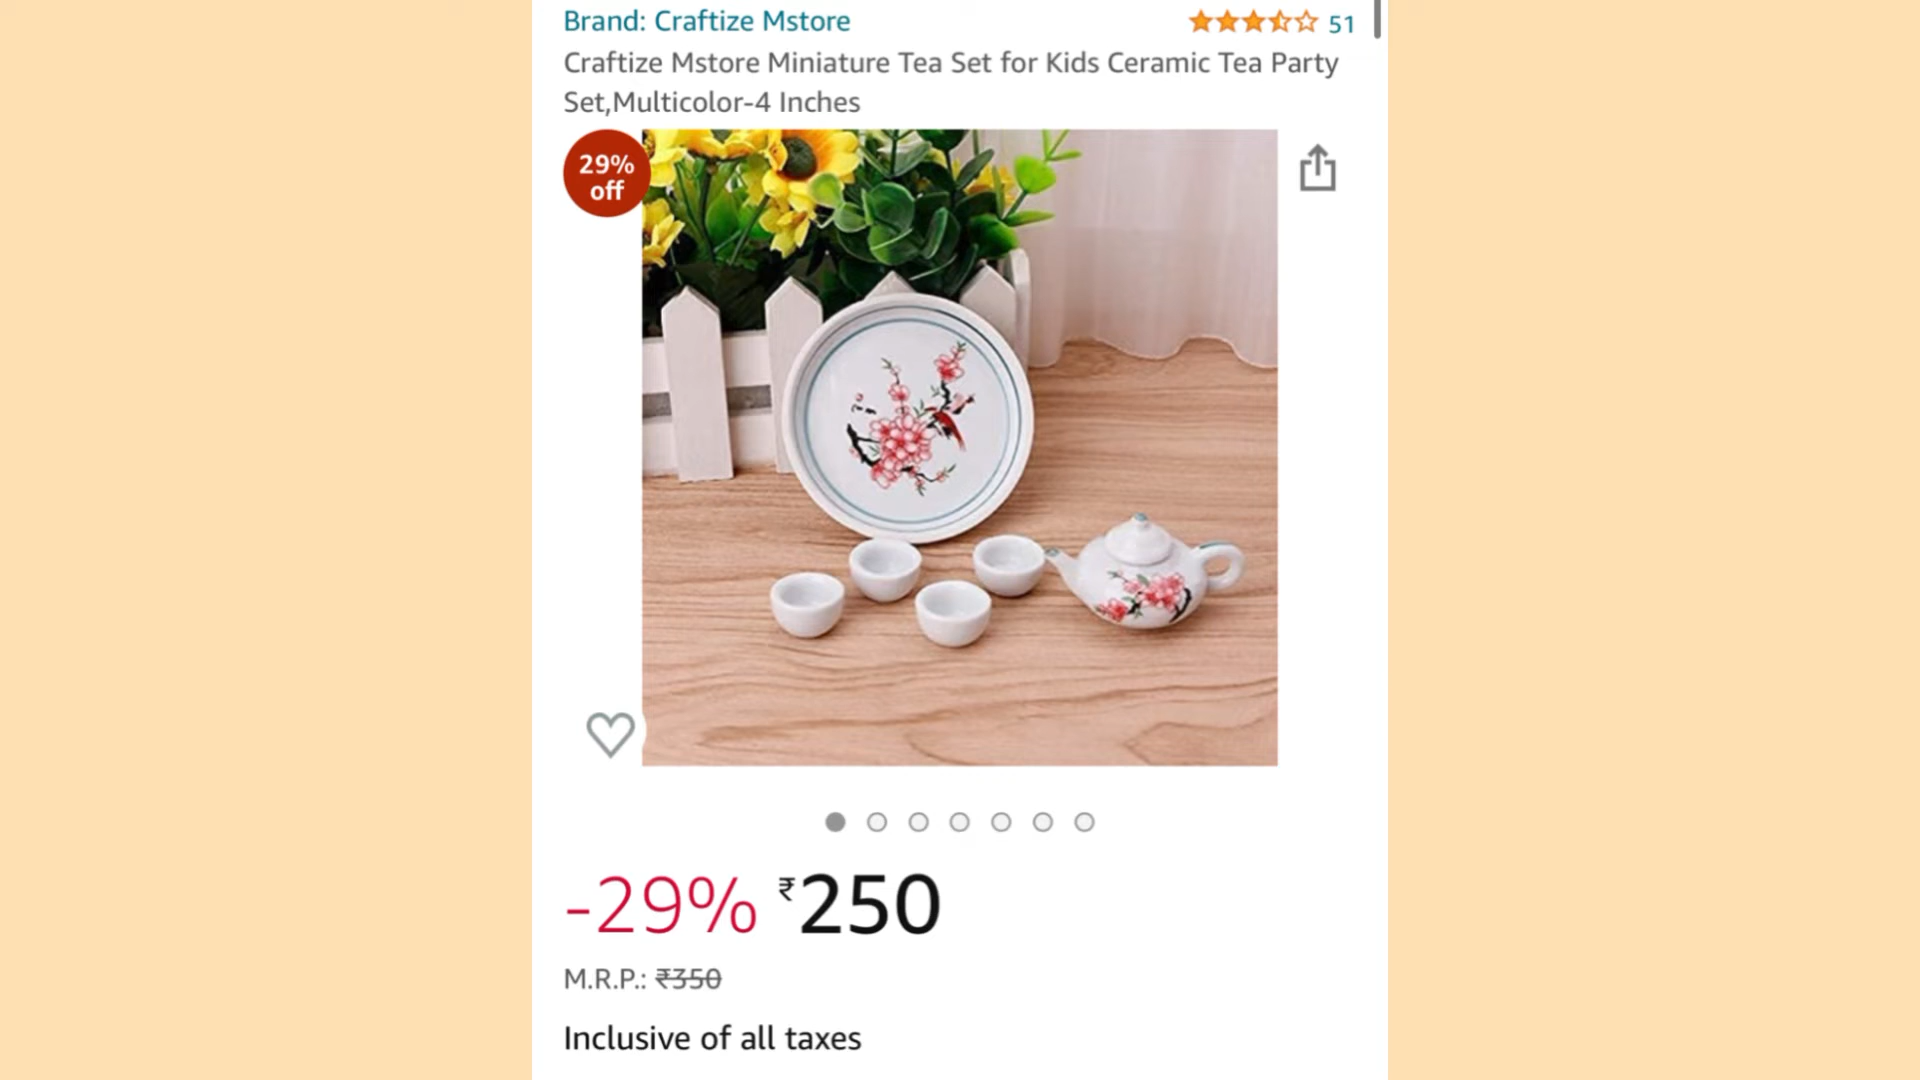 Brand: Craftize Mstore
51
Craftize Mstore Miniature Tea Set for Kids Ceramic Tea Party
Set,Multicolor-4 Inches
29%
off
-29% ₹250
M.R.P.: ₹350
Inclusive of all taxes